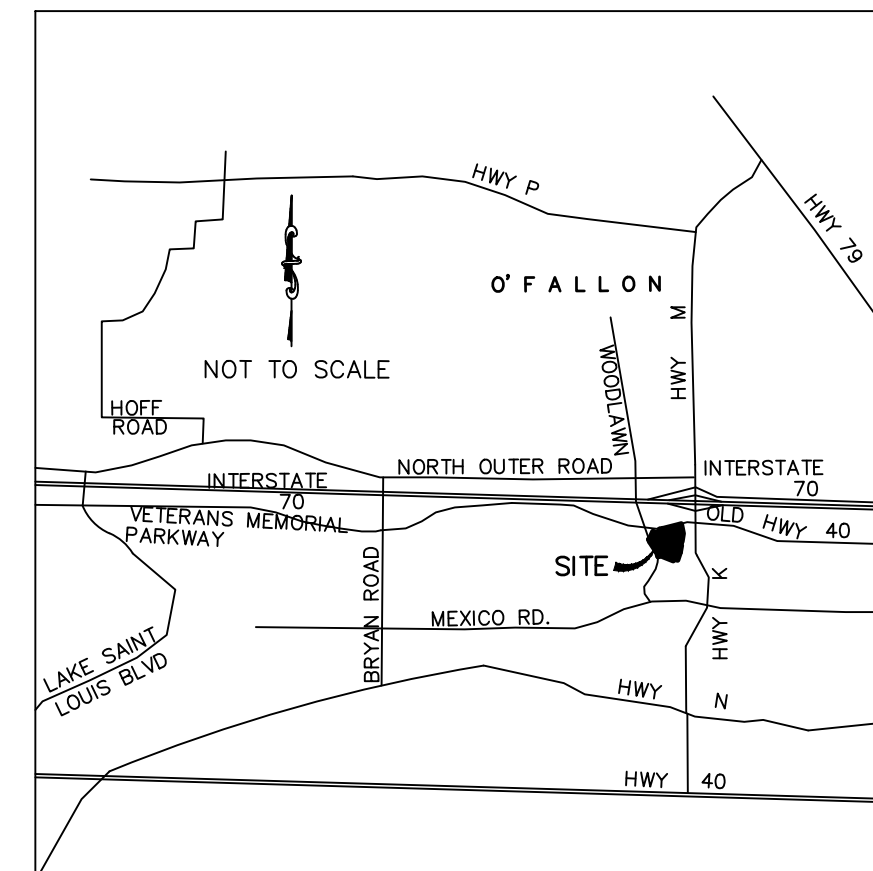 HWY P
HWY 79
O' FALLON
HWY M
WOODLAWN
NOT TO SCALE
HOFF
ROAD
NORTH OUTER ROAD
INTERSTATE
70
INTERSTATE
70
VETERANS MEMORIAL
PARKWAY
OLD HWY 40
SITE
BRYAN ROAD
HWY K
MEXICO RD.
LAKE SAINT
LOUIS BLVD
HWY N
HWY 40